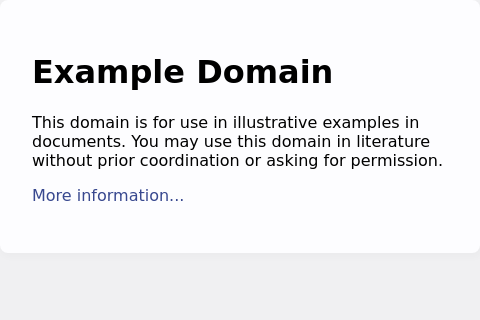 Example Domain
This domain is for use in illustrative examples in
documents. You may use this domain in literature
without prior coordination or asking for permission.
More information...